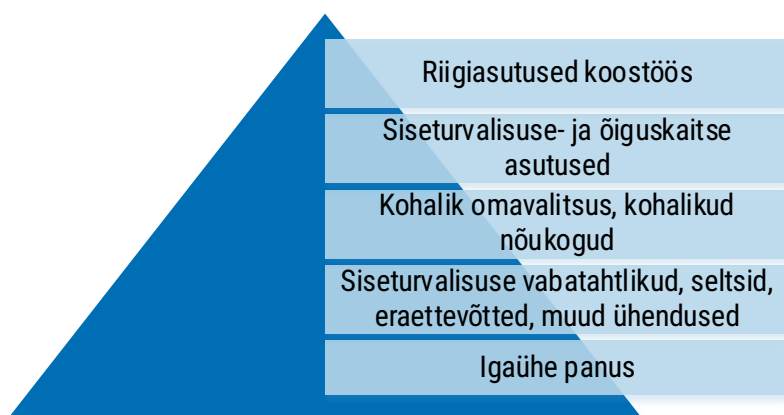 Riigiasutused koostöös
Siseturvalisuse- ja õiguskaitse
asutused
Kohalik omavalitsus, kohalikud
nõukogud
Siseturvalisuse vabatahtlikud, seltsid,
eraettevõtted, muud ühendused
Igaühe panus